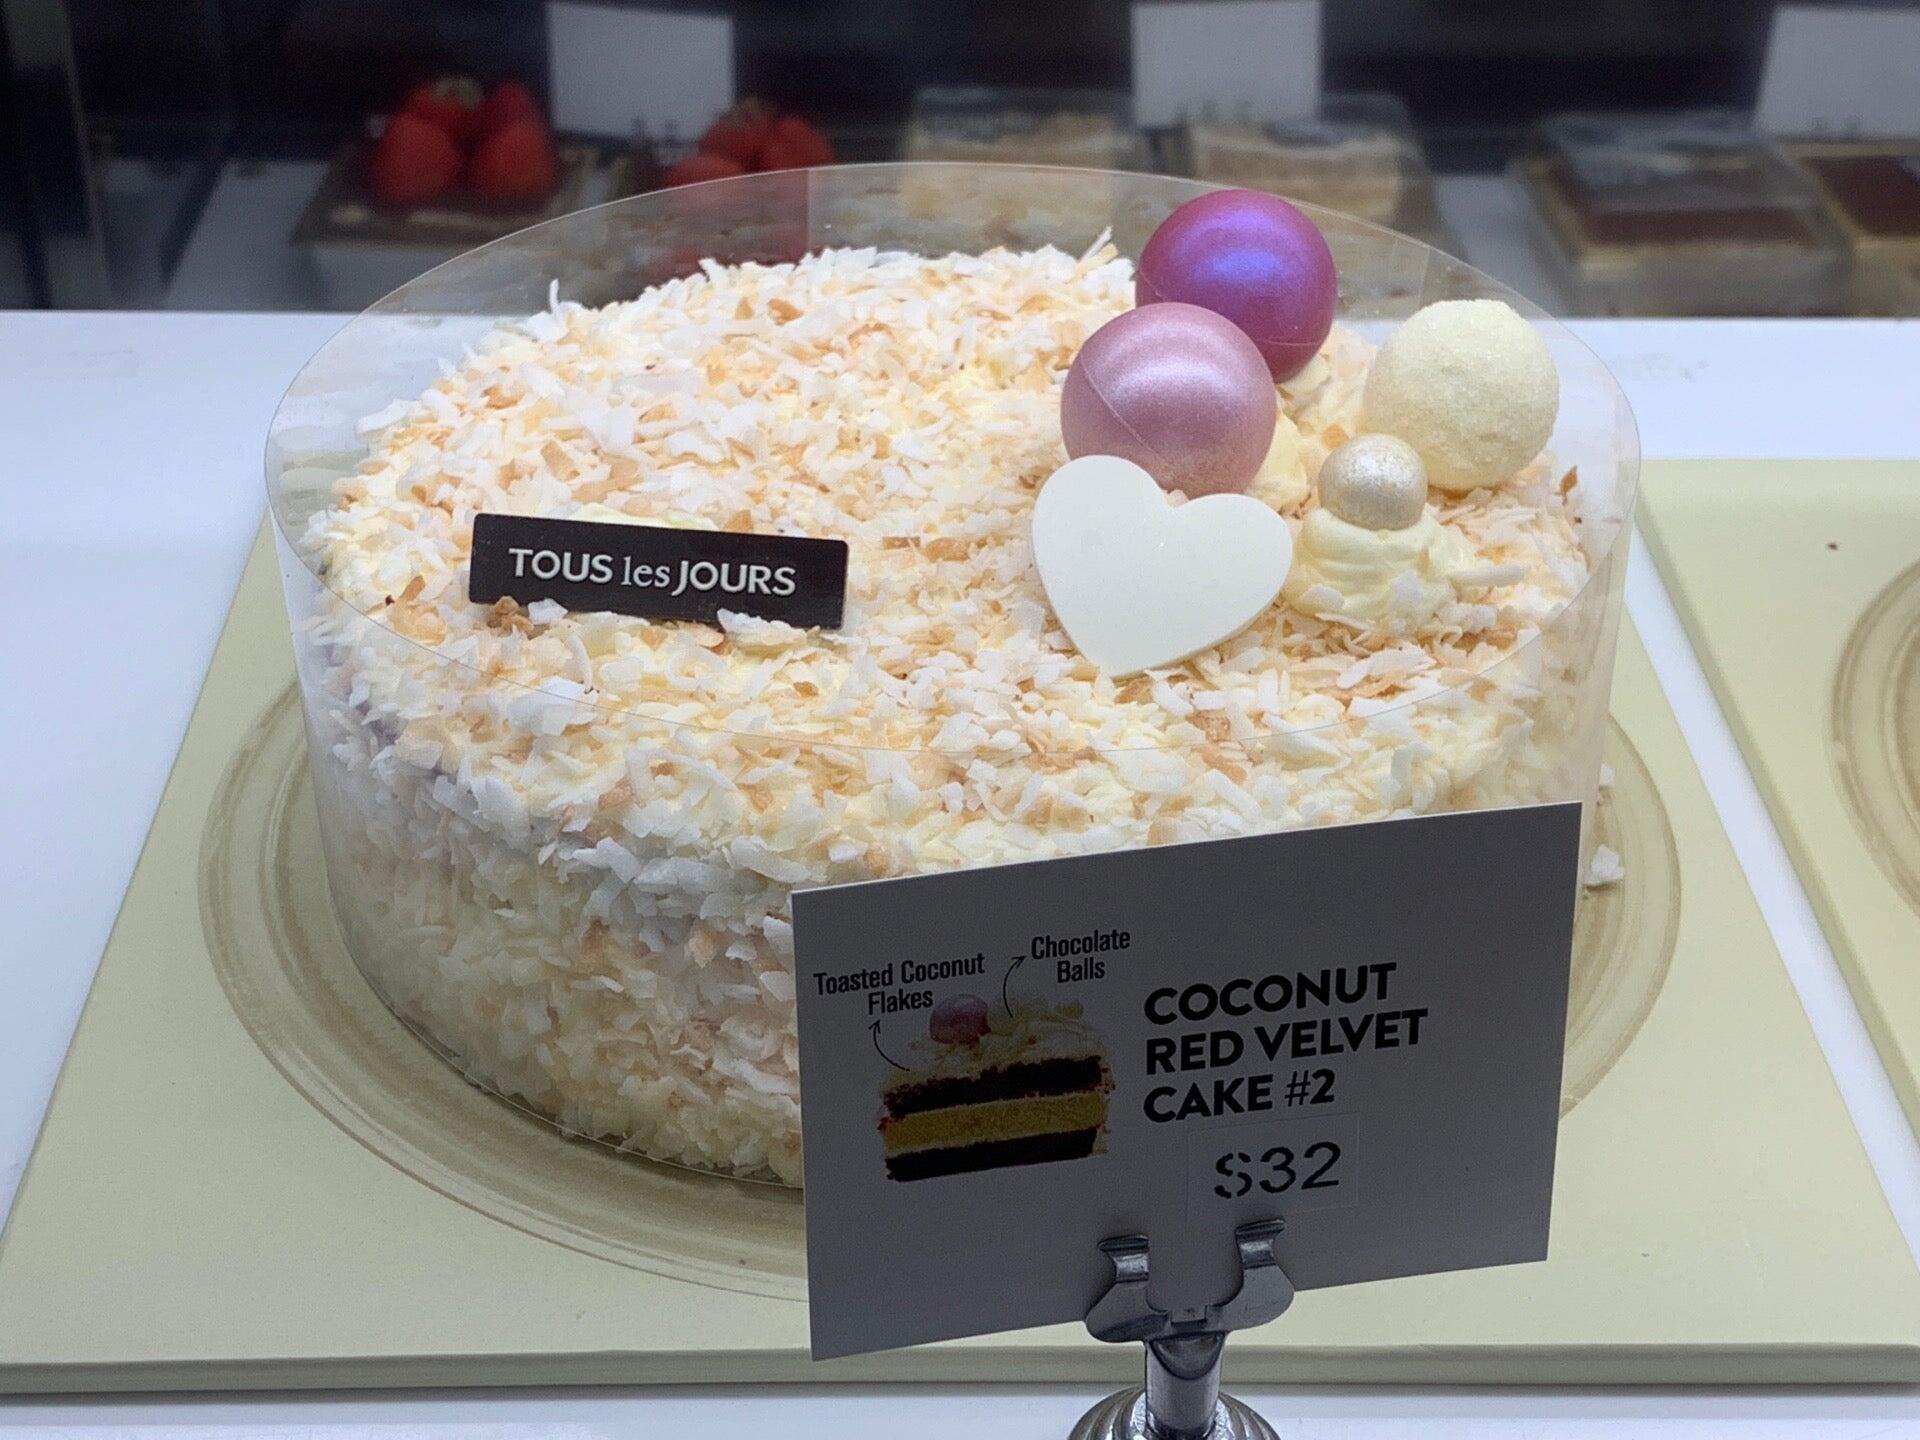 TOUS les JOURS
Toasted Coconut
Flakes
Chocolate
Balls
COCONUT
RED VELVET
CAKE #2
$32